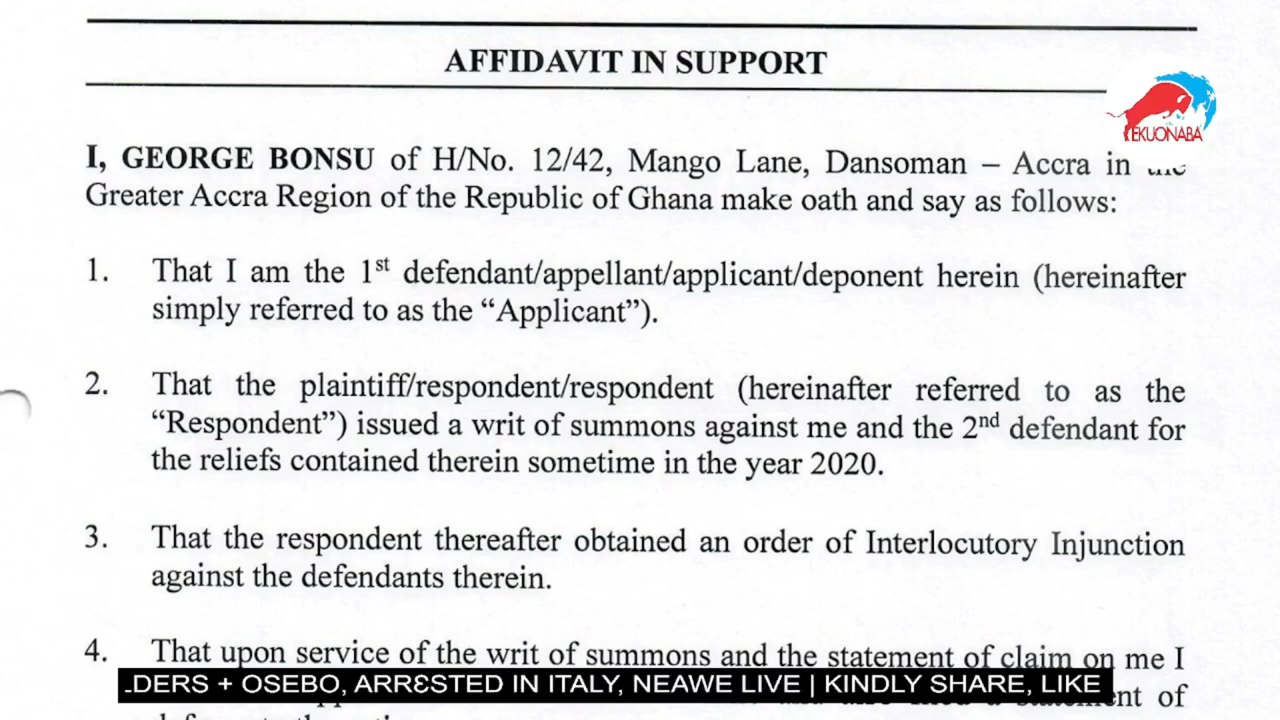 AFFIDAVIT IN SUPPORT
EKUONABA
I, GEORGE BONSU of H/No. 12/42, Mango Lane, Dansoman – Accra in the
Greater Accra Region of the Republic of Ghana make oath and say as follows:
1. That I am the 1st defendant/appellant/applicant/deponent herein (hereinafter
simply referred to as the “Applicant”).
2. That the plaintiff/respondent/respondent (hereinafter referred to as the
“Respondent”) issued a writ of summons against me and the 2nd defendant for
the reliefs contained therein sometime in the year 2020.
3. That the respondent thereafter obtained an order of Interlocutory Injunction
against the defendants therein.
4. That upon service of the writ of summons and the statement of claim on me I
of
DERS + OSEBO, ARRƐSTED IN ITALY, NEAWE LIVE | KINDLY SHARE, LIKE